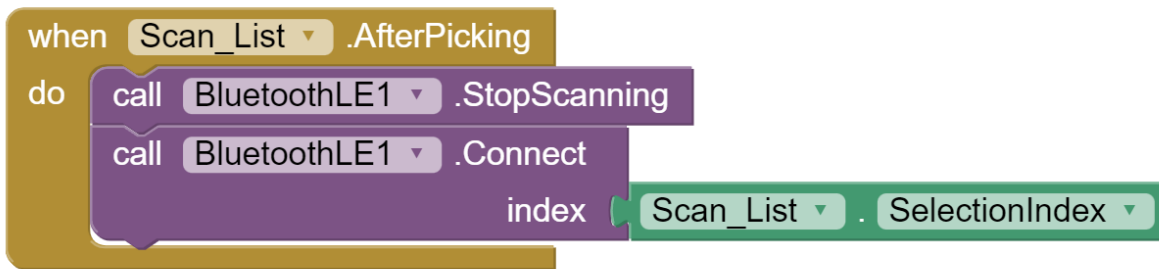 when Scan_List .AfterPicking
do call BluetoothLE1 .StopScanning
call BluetoothLE1 .Connect
index Scan_List . SelectionIndex